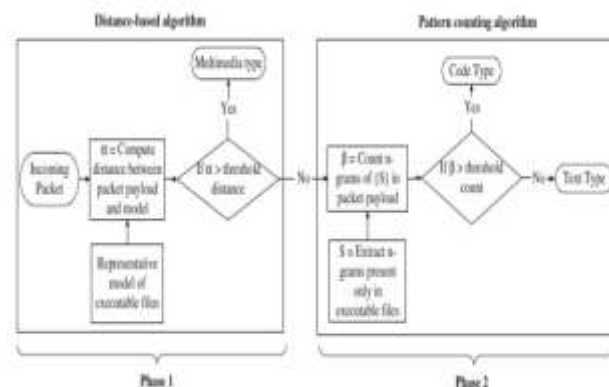 Distance-based algorithm
Multimedia type
Yes
Incoming
Packet
α = Compute
distance between
packet payload
and model
If α > threshold
distance
No
Representative
model of
executable files
Phase 1
Pattern counting algorithm
Code Type
Yes
β = Count n-
grams of {S} in
packet payload
If β > threshold
count
No
Text Type
S = Extract n-
grams present
only in
executable files
Phase 2